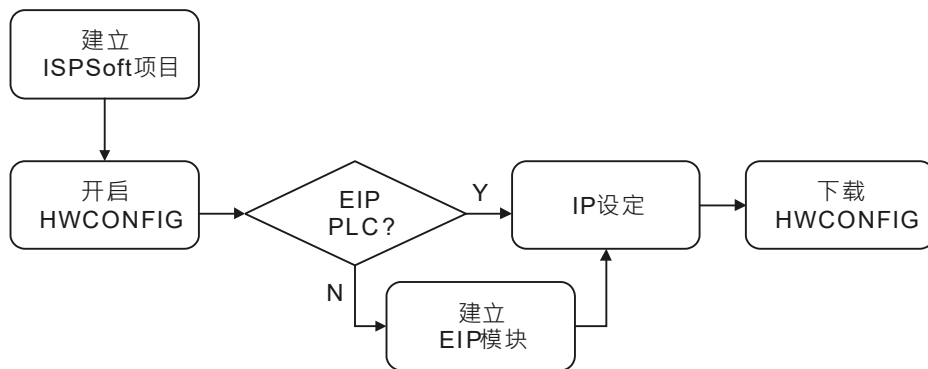 建立
ISPSoft项目
开启
HWCONFIG
EIP
PLC?
Y
N
IP设定
下载
HWCONFIG
建立
EIP模块